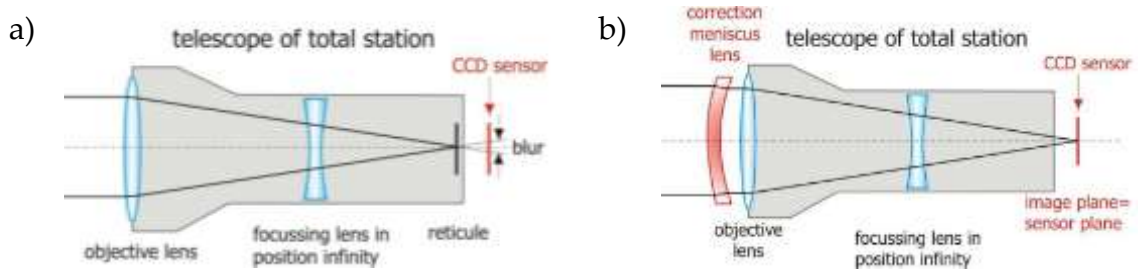 a)
telescope of total station
CCD sensor
blur
objective lens
focussing lens in
position infinity
reticule
b)
correction
meniscus
lens
telescope of total station
CCD sensor
image plane=
sensor plane
objective
lens
focussing lens in
position infinity